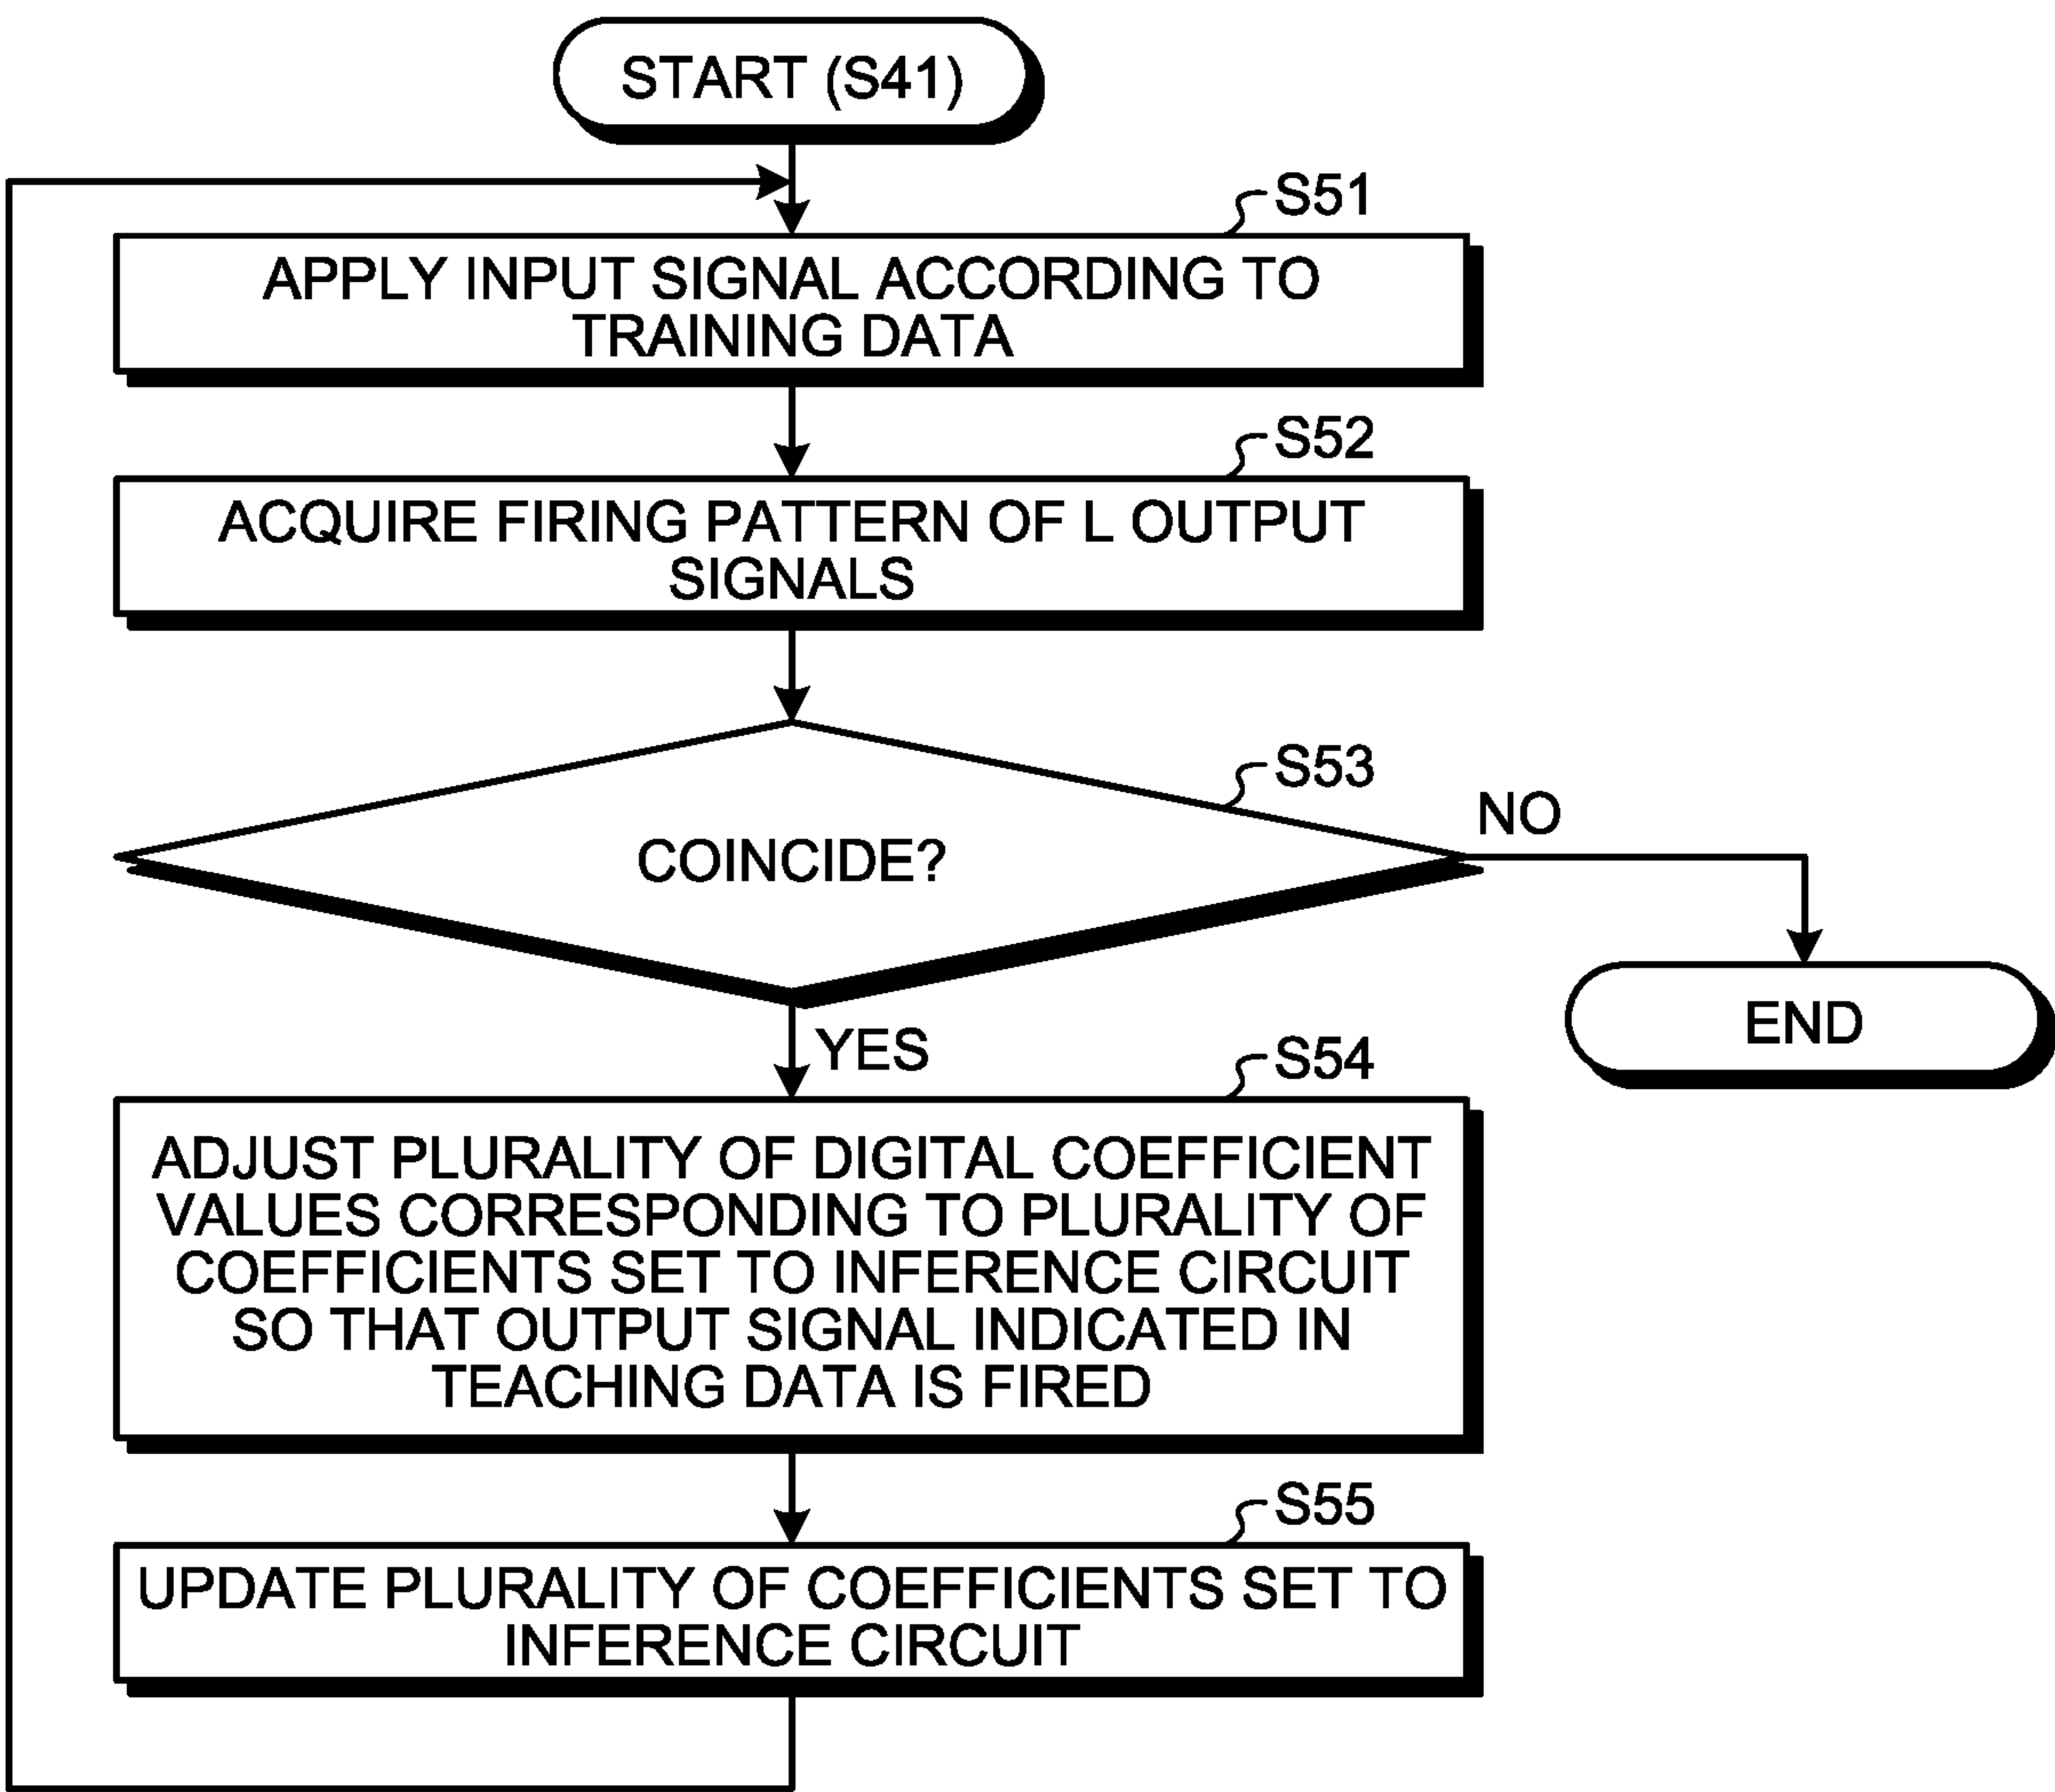 START (S41)
S51
APPLY INPUT SIGNAL ACCORDING TO
TRAINING DATA
S52
ACQUIRE FIRING PATTERN OF L OUTPUT
SIGNALS
S53
COINCIDE?
NO
END
YES
S54
ADJUST PLURALITY OF DIGITAL COEFFICIENT
VALUES CORRESPONDING TO PLURALITY OF
COEFFICIENTS SET TO INFERENCE CIRCUIT
SO THAT OUTPUT SIGNAL INDICATED IN
TEACHING DATA IS FIRED
S55
UPDATE PLURALITY OF COEFFICIENTS SET TO
INFERENCE CIRCUIT